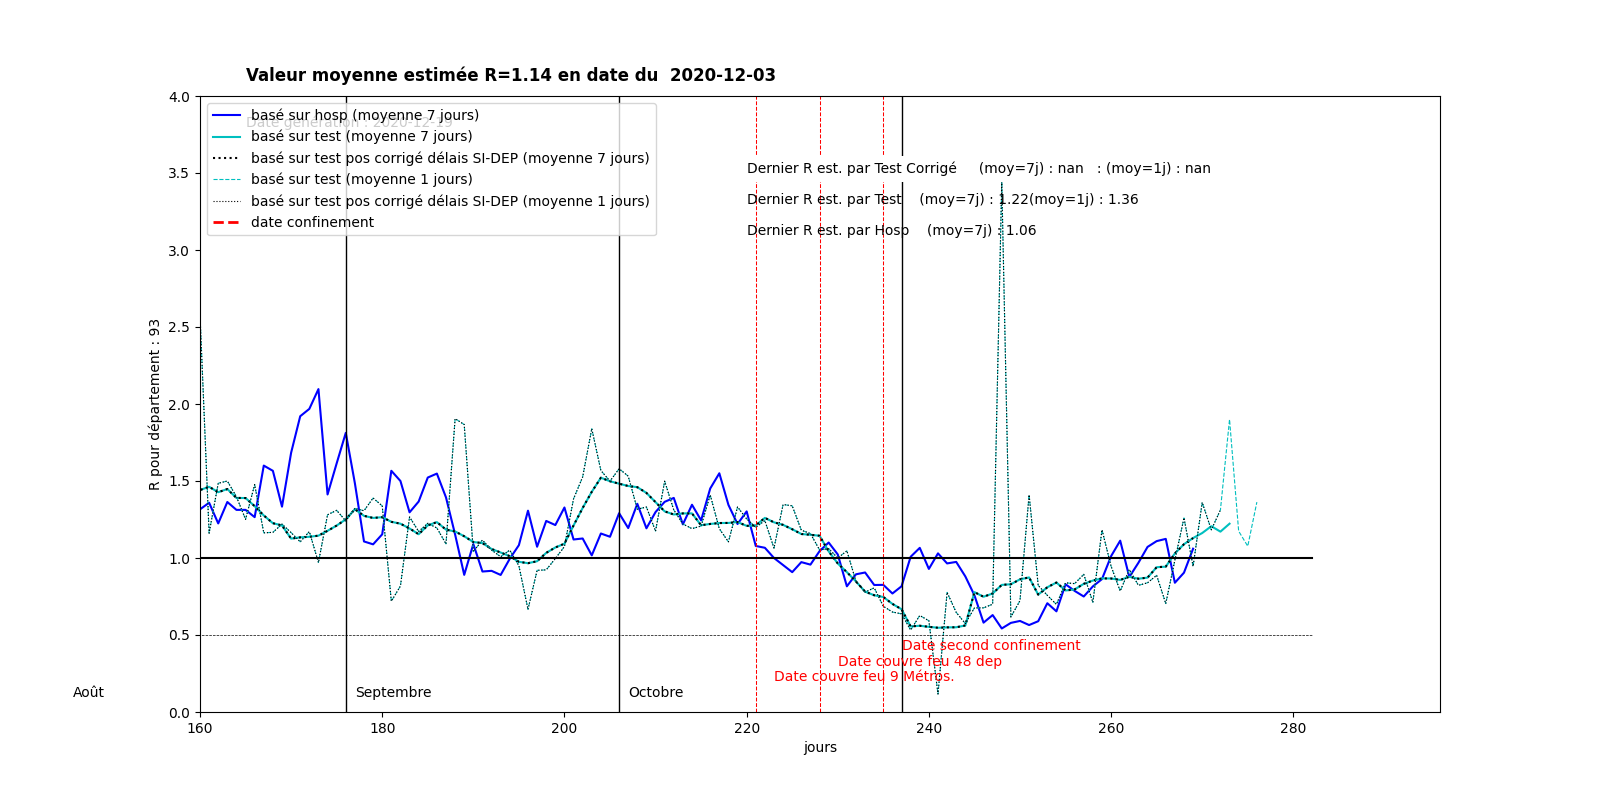 Valeur moyenne estimée R=1.14 en date du  2020-12-03
4.0
Date génération : 2020-12-19
basé sur hosp (moyenne 7 jours)
basé sur test (moyenne 7 jours)
basé sur test pos corrigé délais SI-DEP (moyenne 7 jours)
basé sur test (moyenne 1 jours)
basé sur test pos corrigé délais SI-DEP (moyenne 1 jours)
date confinement
Dernier R est. par Test Corrigé     (moy=7j) : nan   : (moy=1j) : nan
Dernier R est. par Test    (moy=7j) : 1.22(moy=1j) : 1.36
Dernier R est. par Hosp    (moy=7j) : 1.06
3.5
3.0
2.5
2.0
1.5
1.0
0.5
0.0
R pour département : 93
Date second confinement
Date couvre feu 48 dep
Date couvre feu 9 Métros.
Août
Septembre
Octobre
160 180 200 220 240 260 280
jours